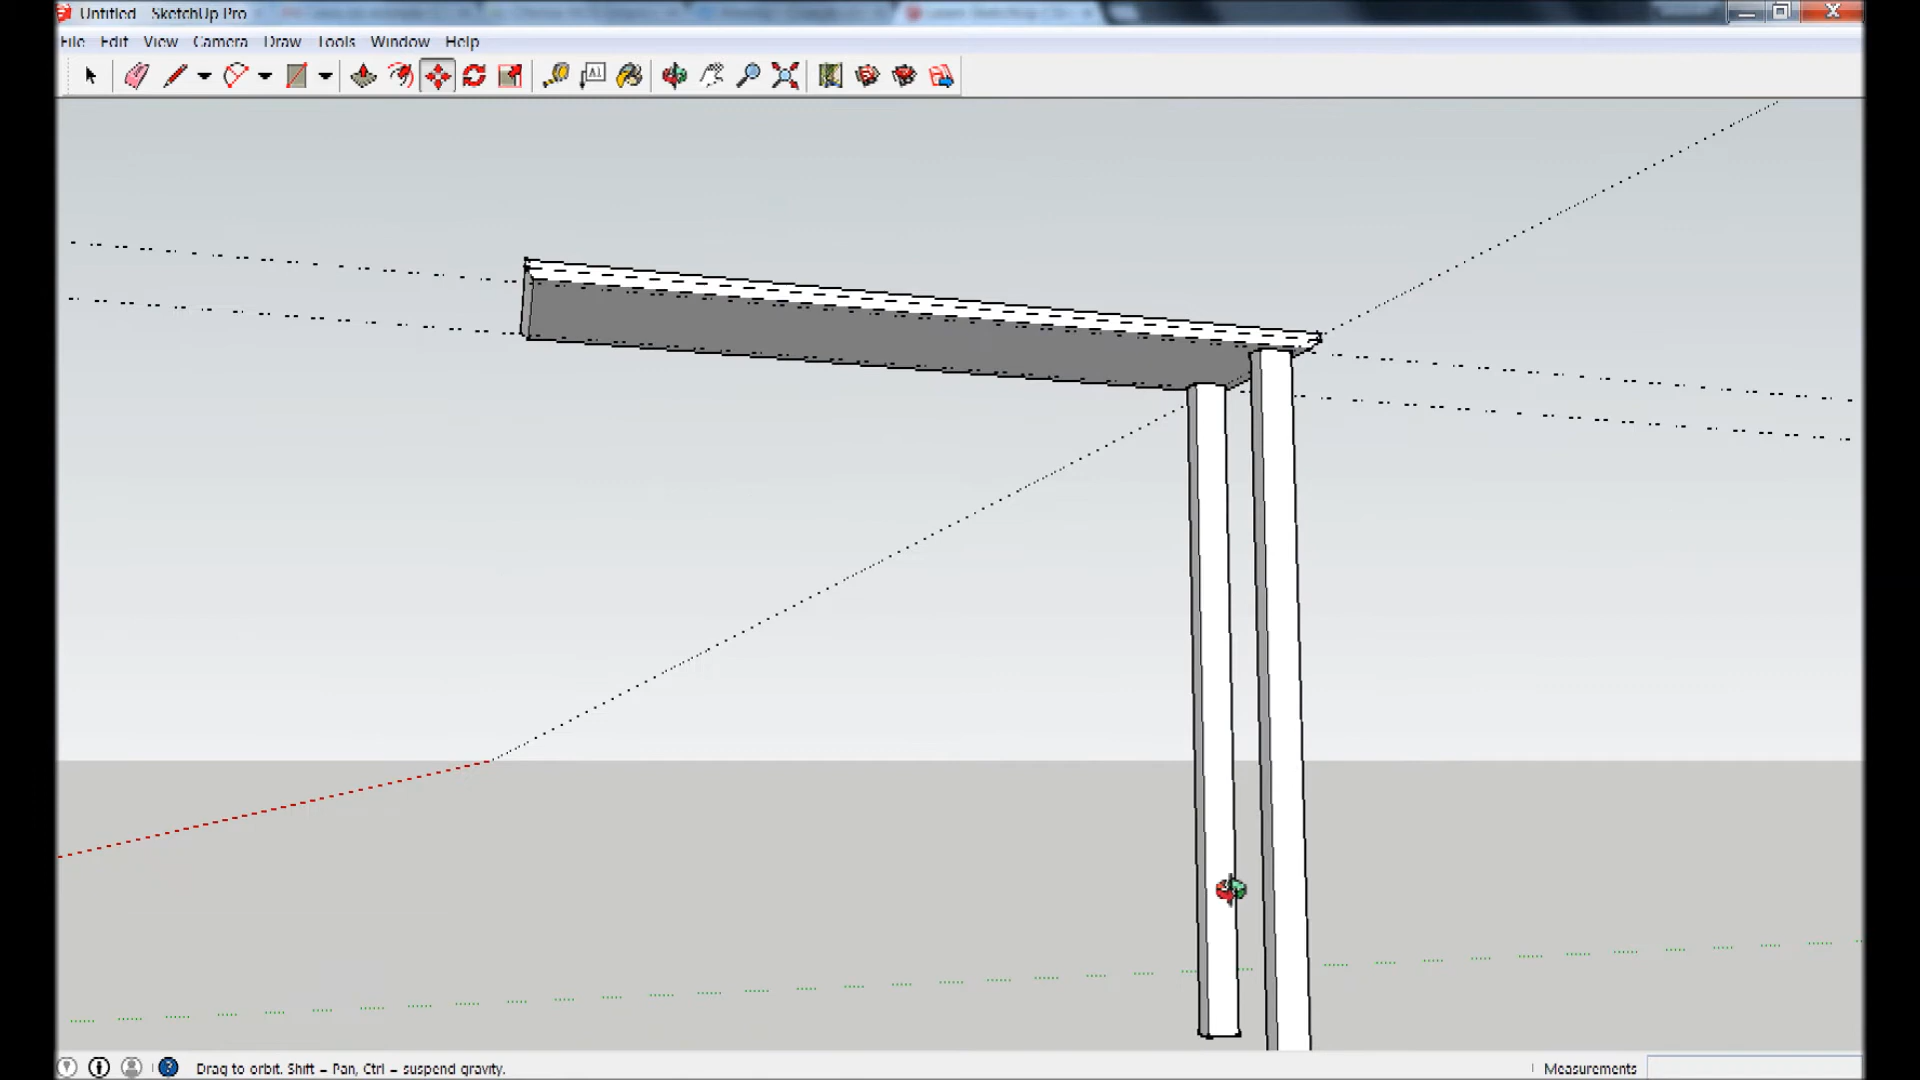 Untitled - SketchUp Pro
File Edit View Camera Draw Tools Window Help
Drag to orbit. Shift = Pan, Ctrl = suspend gravity.
Measurements